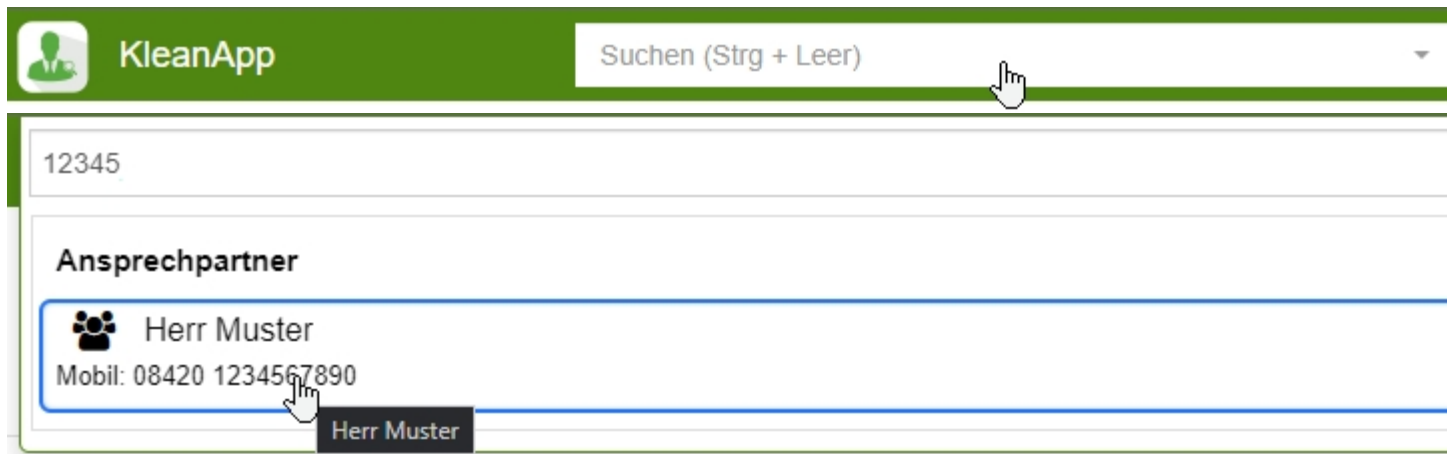 KleanApp
Suchen (Strg + Leer)
12345
Ansprechpartner
Herr Muster
Mobil: 08420 1234567890
Herr Muster